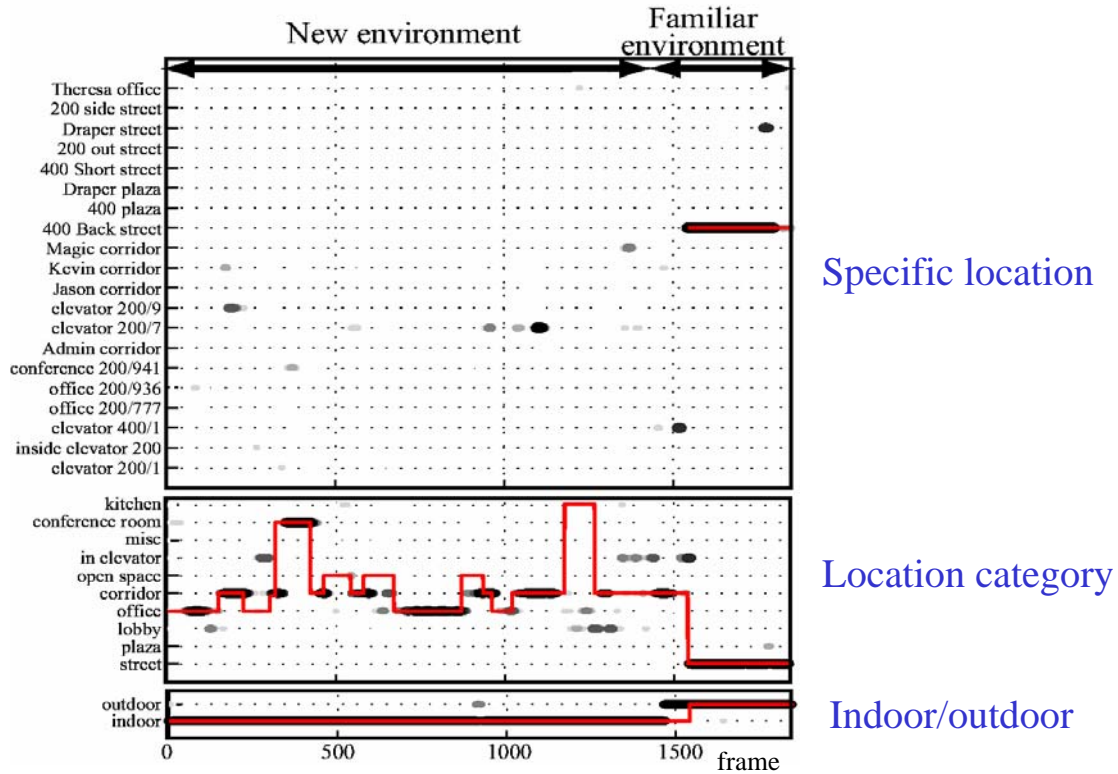 New environment
Familiar
environment
Theresa office
200 side street
Draper street
200 out street
400 Short street
Draper plaza
400 plaza
400 Back street
Magic corridor
Kevin corridor
Jason corridor
elevator 200/9
elevator 200/7
Admin corridor
conference 200/941
office 200/936
office 200/777
elevator 400/1
inside elevator 200
elevator 200/1
Specific location
kitchen
conference room
misc
in elevator
open space
corridor
office
lobby
plaza
street
Location category
outdoor
indoor
Indoor/outdoor
0 500 1000 1500 frame